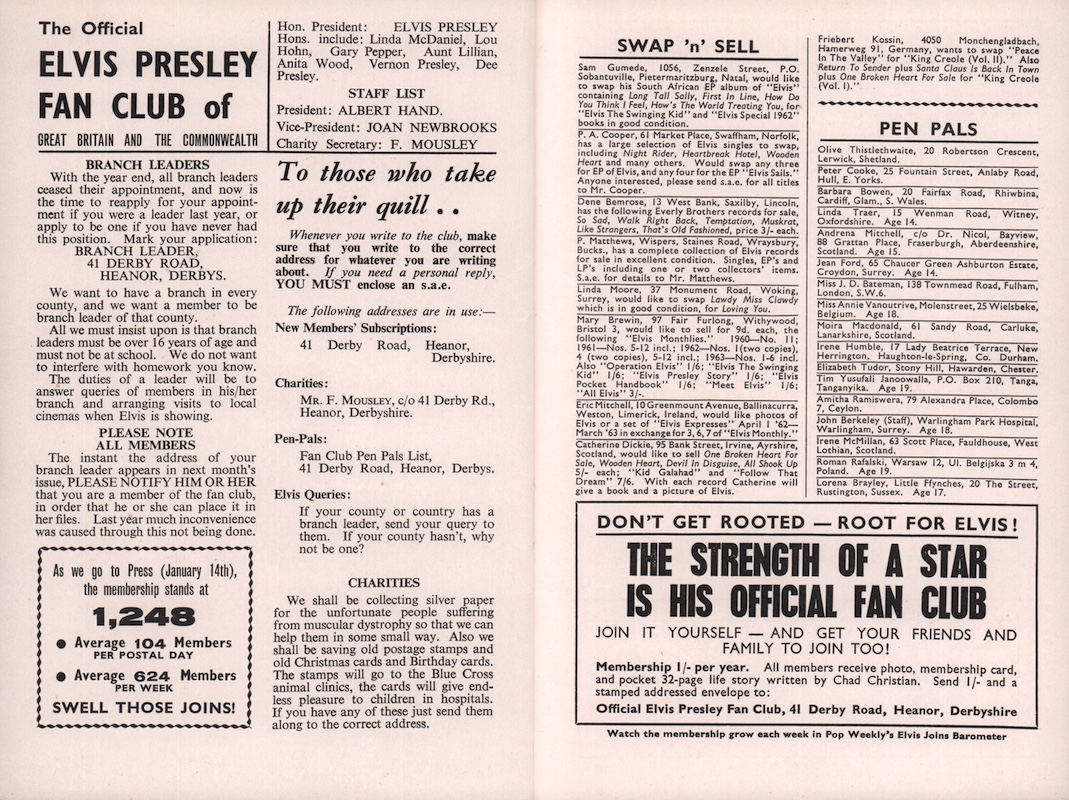 The Official
ELVIS PRESLEY
FAN CLUB of
GREAT BRITAIN AND THE COMMONWEALTH
Hon. President: ELVIS PRESLEY
Hons. include: Linda McDaniel, Lou
Hohn, Gary Pepper, Aunt Lillian,
Anita Wood, Vernon Presley, Dee
Presley.
STAFF LIST
President: ALBERT HAND.
Vice-President: JOAN NEWBROOKS
Charity Secretary: F. MOUSLEY
BRANCH LEADERS
With the year end, all branch leaders
ceased their appointment, and now is
the time to reapply for your appoint-
ment if you were a leader last year, or
apply to be one if you have never had
this position. Mark your application:
BRANCH LEADER,
41 DERBY ROAD,
HEANOR, DERBYS.
We want to have a branch in every
county, and we want a member to be
branch leader of that county.
All we must insist upon is that branch
leaders must be over 16 years of age and
must not be at school. We do not want
to interfere with homework you know.
The duties of a leader will be to
answer queries of members in his/her
branch and arranging visits to local
cinemas when Elvis is showing.
PLEASE NOTE
ALL MEMBERS
The instant the address of your
branch leader appears in next month's
issue, PLEASE NOTIFY HIM OR HER
that you are a member of the fan club,
in order that he or she can place it in
her files. Last year much inconvenience
was caused through this not being done.
As we go to Press (January 14th),
the membership stands at
1,248
● Average 104 Members
PER POSTAL DAY
● Average 624 Members
PER WEEK
SWELL THOSE JOINS!
To those who take
up their quill . .
Whenever you write to the club, make
sure that you write to the correct
address for whatever you are writing
about. If you need a personal reply,
YOU MUST enclose an s.a.e.
The following addresses are in use:—
New Members' Subscriptions:
41 Derby Road, Heanor,
Derbyshire.
Charities:
MR. F. MOUSLEY, c/o 41 Derby Rd.,
Heanor, Derbyshire.
Pen-Pals:
Fan Club Pen Pals List,
41 Derby Road, Heanor, Derbys.
Elvis Queries:
If your county or country has a
branch leader, send your query to
them. If your county hasn't, why
not be one?
CHARITIES
We shall be collecting silver paper
for the unfortunate people suffering
from muscular dystrophy so that we can
help them in some small way. Also we
shall be saving old postage stamps and
old Christmas cards and Birthday cards.
The stamps will go to the Blue Cross
animal clinics, the cards will give end-
less pleasure to children in hospitals.
If you have any of these just send them
along to the correct address.
SWAP 'n' SELL
Sam Gumede, 1056, Zenzele Street, P.O.
Sobantuville, Pietermaritzburg, Natal, would like
to swap his South African EP album of "Elvis"
containing Long Tall Sally, First In Line, How Do
You Think I Feel, How's The World Treating You, for
"Elvis The Swinging Kid" and "Elvis Special 1962"
books in good condition.
P. A. Cooper, 61 Market Place, Swaffham, Norfolk,
has a large selection of Elvis singles to swap,
including Night Rider, Heartbreak Hotel, Wooden
Heart and many others. Would swap any three
for EP of Elvis, and any four for the EP "Elvis Sails."
Anyone interested, please send s.a.e. for all titles
to Mr. Cooper.
Dene Bemrose, 13 West Bank, Saxilby, Lincoln,
has the following Everly Brothers records for sale,
So Sad, Walk Right Back, Temptation, Muskrat,
Like Strangers, That's Old Fashioned, price 3/- each.
P. Matthews, Wispers, Staines Road, Wraysbury,
Bucks., has a complete collection of Elvis records
for sale in excellent condition. Singles, EP's and
LP's including one or two collectors' items.
S.a.e. for details to Mr. Matthews.
Linda Moore, 37 Monument Road, Woking,
Surrey, would like to swap Lawdy Miss Clawdy
which is in good condition, for Loving You.
Mary Brewin, 97 Fair Furlong, Withywood,
Bristol 3, would like to sell for 9d. each, the
following "Elvis Monthlies." 1960—No. 11;
1961—Nos. 5-12 incl.; 1962—Nos. 1(two copies),
4 (two copies), 5-12 incl.; 1963—Nos. 1-6 incl.
Also "Operation Elvis" 1/6; "Elvis The Swinging
Kid" 1/6; "Elvis Presley Story" 1/6; "Elvis
Pocket Handbook" 1/6; "Meet Elvis" 1/6;
"All Elvis" 3/-.
Eric Mitchell, 10 Greenmount Avenue, Ballinacurra,
Weston, Limerick, Ireland, would like photos of
Elvis or a set of "Elvis Expresses" April 1 '62—
March '63 in exchange for 3, 6, 7 of "Elvis Monthly."
Catherine Dickie, 95 Bank Street, Irvine, Ayrshire,
Scotland, would like to sell One Broken Heart For
Sale, Wooden Heart, Devil In Disguise, All Shook Up
5/- each; "Kid Galahad" and "Follow That
Dream" 7/6. With each record Catherine will
give a book and a picture of Elvis.
Friebert Kossin, 4050 Monchengladbach,
Hamerweg 91, Germany, wants to swap "Peace
In The Valley" for "King Creole (Vol. II)." Also
Return To Sender plus Santa Claus Is Back In Town
plus One Broken Heart For Sale for "King Creole
(Vol. I)."
PEN PALS
Olive Thistlethwaite, 20 Robertson Crescent,
Lerwick, Shetland.
Peter Cooke, 25 Fountain Street, Anlaby Road,
Hull, E. Yorks.
Barbara Bowen, 20 Fairfax Road, Rhiwbina,
Cardiff, Glam., S. Wales.
Linda Traer, 15 Wenman Road, Witney,
Oxfordshire. Age 14.
Andrena Mitchell, c/o Dr. Nicol, Bayview,
88 Grattan Place, Fraserburgh, Aberdeenshire,
Scotland. Age 15.
Jean Ford, 65 Chaucer Green Ashburton Estate,
Croydon, Surrey. Age 14.
Miss J. D. Bateman, 138 Townmead Road, Fulham,
London, S.W.6.
Miss Annie Vanoutrive, Molenstreet, 25 Wielsbeke,
Belgium. Age 18.
Moira Macdonald, 61 Sandy Road, Carluke,
Lanarkshire, Scotland.
Irene Humble, 17 Lady Beatrice Terrace, New
Herrington, Haughton-le-Spring, Co. Durham.
Elizabeth Tudor, Stony Hill, Hawarden, Chester.
Tim Yusufali Janoowalla, P.O. Box 210, Tanga,
Tanganyika. Age 19.
Amitha Ramiswera, 79 Alexandra Place, Colombo
7, Ceylon.
John Berkeley (Staff), Warlingham Park Hospital,
Warlingham, Surrey. Age 18.
Irene McMillan, 63 Scott Place, Fauldhouse, West
Lothian, Scotland.
Roman Rafalski, Warsaw 12, Ul. Belgijska 3 m 4,
Poland. Age 19.
Lorena Brayley, Little Ffynches, 20 The Street,
Rustington, Sussex. Age 17.
DON'T GET ROOTED — ROOT FOR ELVIS!
THE STRENGTH OF A STAR
IS HIS OFFICIAL FAN CLUB
JOIN IT YOURSELF — AND GET YOUR FRIENDS AND
FAMILY TO JOIN TOO!
Membership 1/- per year. All members receive photo, membership card,
and pocket 32-page life story written by Chad Christian. Send 1/- and a
stamped addressed envelope to:
Official Elvis Presley Fan Club, 41 Derby Road, Heanor, Derbyshire
Watch the membership grow each week in Pop Weekly's Elvis Joins Barometer